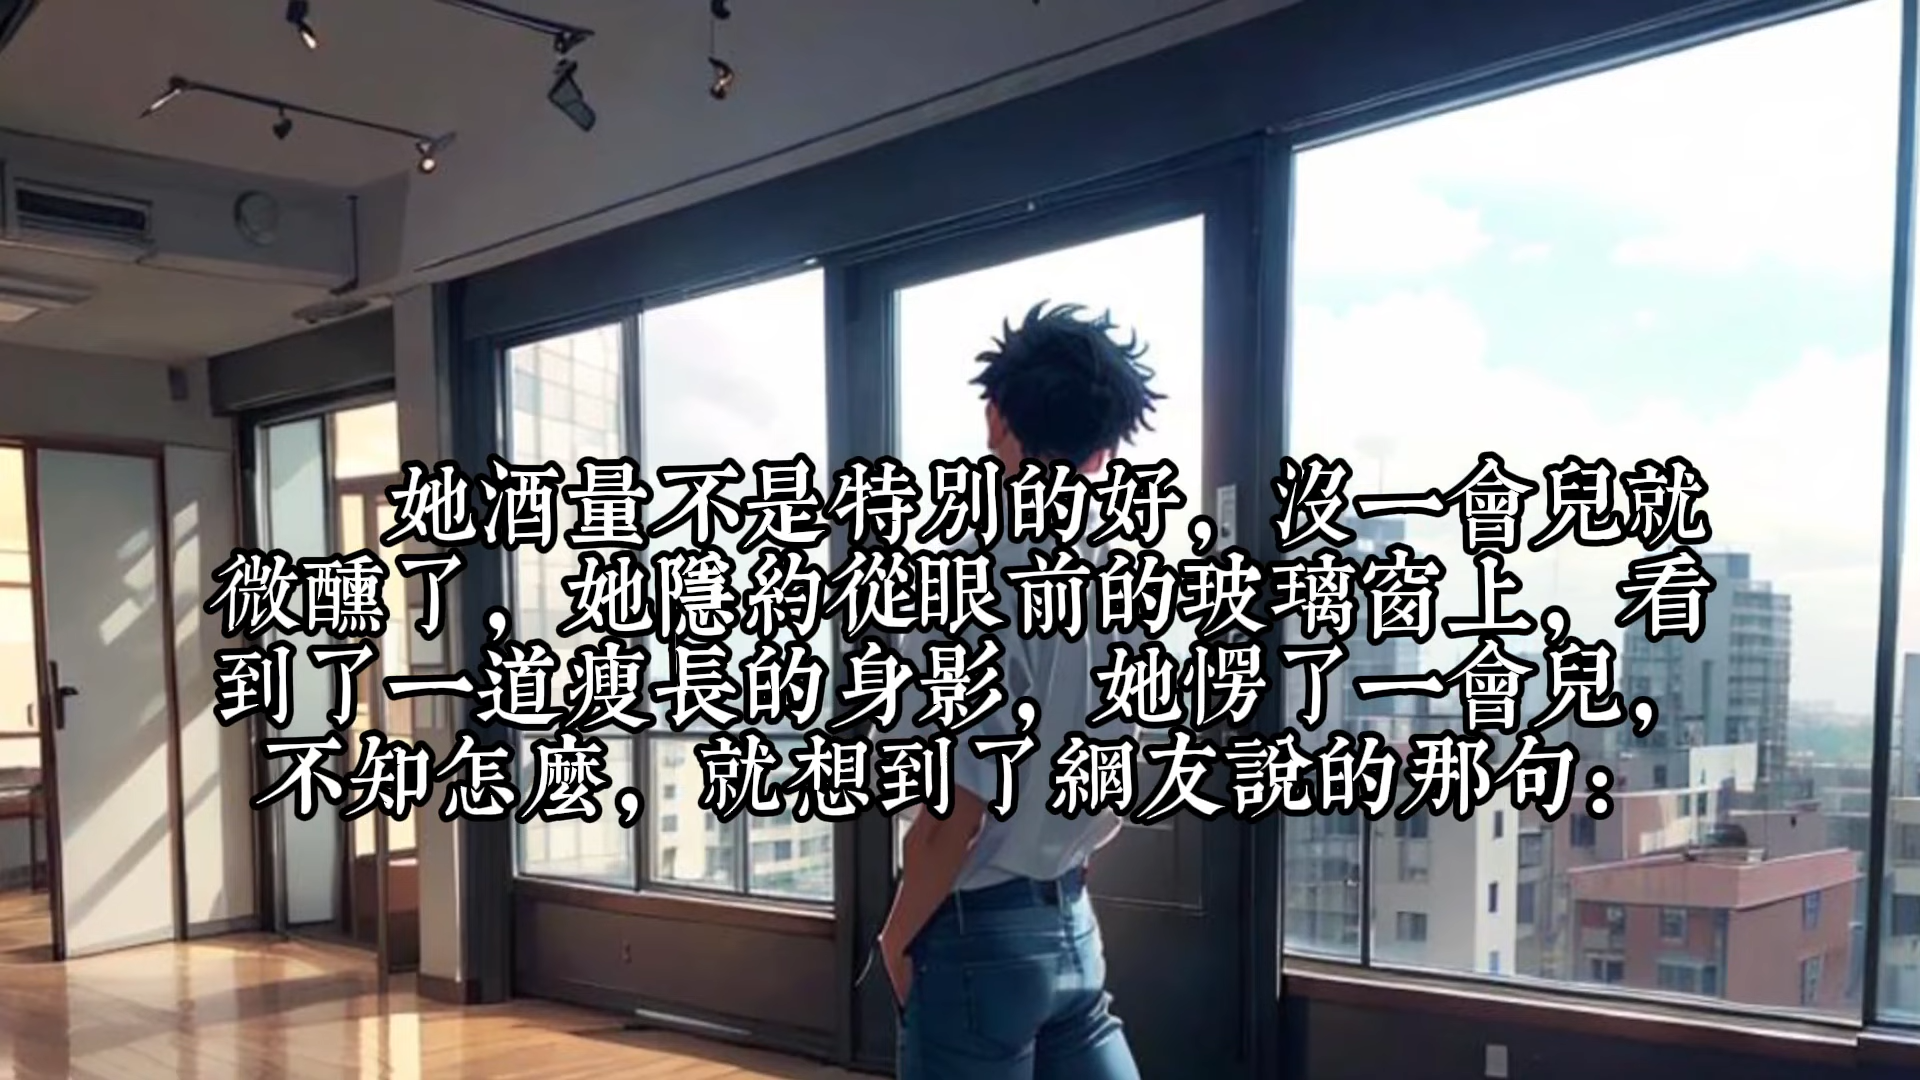 她酒量不是特別的好，沒一會兒就
微醺了，她隱約從眼前的玻璃窗上，看
到了一道瘦長的身影，她愣了一會兒，
不知怎麼，就想到了網友說的那句：